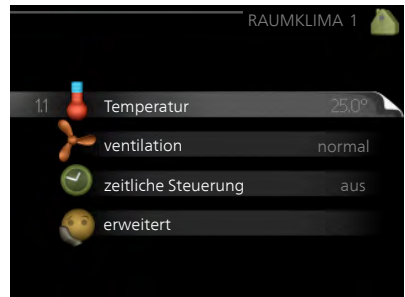 RAUMKLIMA 1
1.1 Temperatur 25.0°
ventilation normal
zeitliche Steuerung aus
erweitert